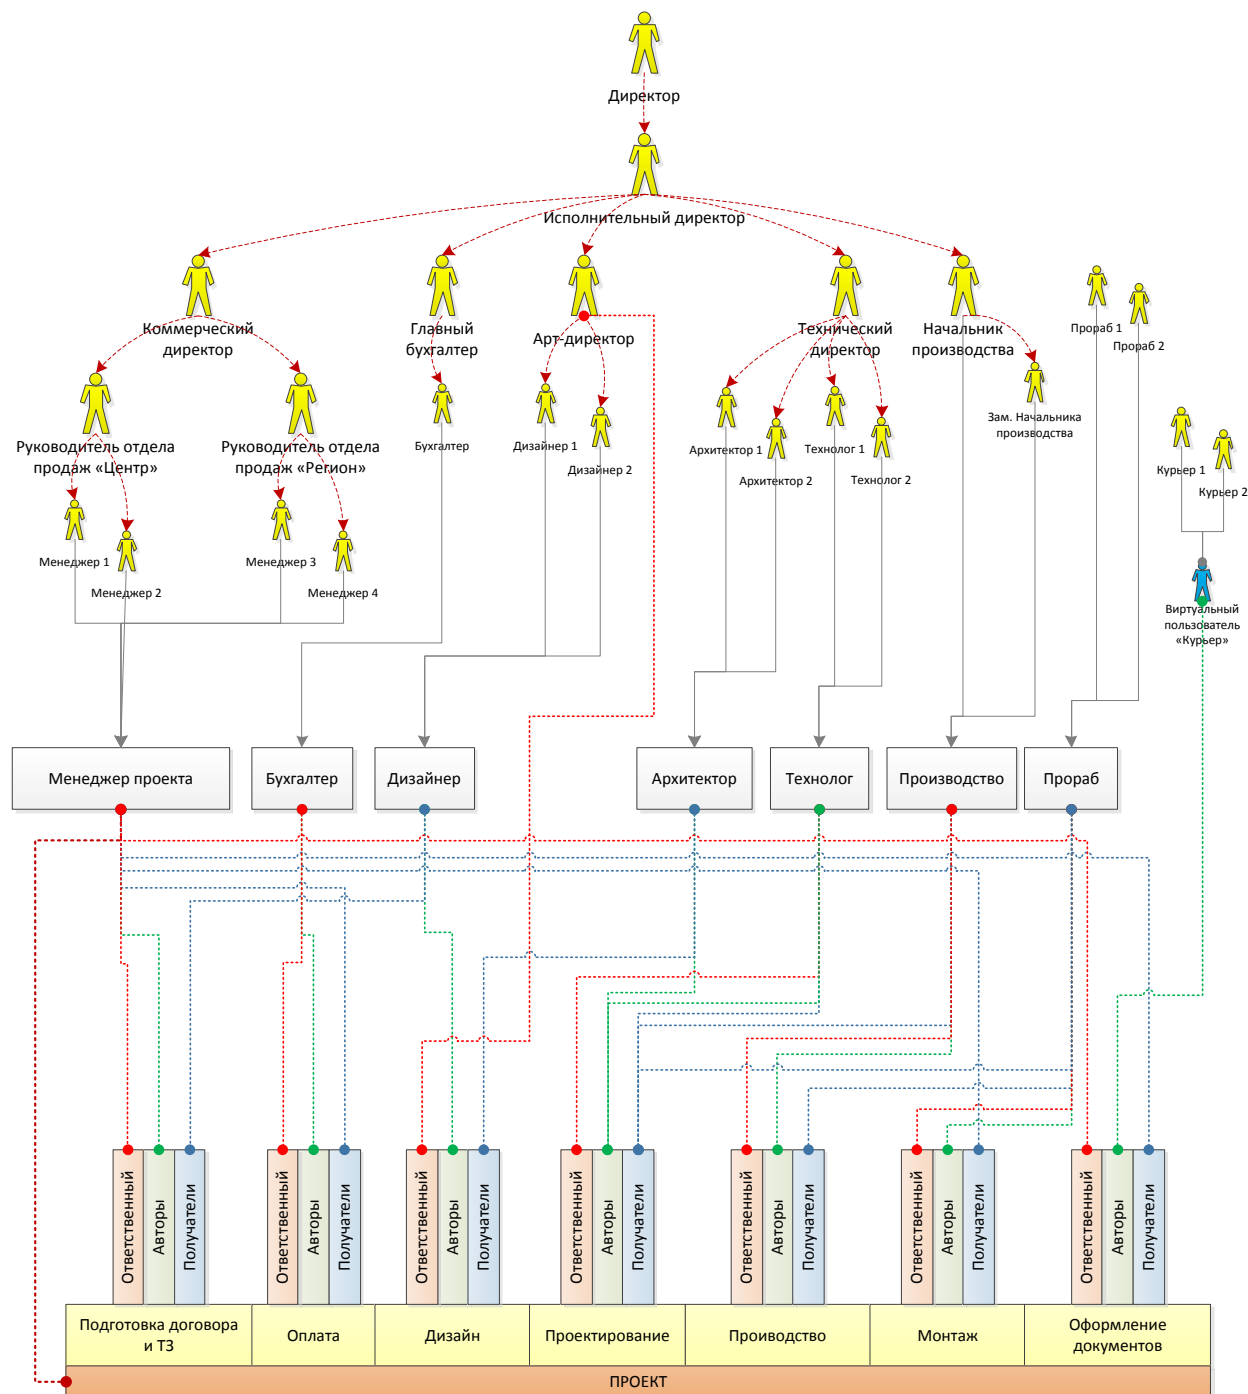 Директор
Исполнительный директор
Коммерческий
директор
Главный
бухгалтер
Арт-директор
Технический
директор
Начальник
производства
Прораб 1
Прораб 2
Руководитель отдела
продаж «Центр»
Руководитель отдела
продаж «Регион»
Бухгалтер
Дизайнер 1
Дизайнер 2
Архитектор 1
Архитектор 2
Технолог 1
Технолог 2
Зам. Начальника
производства
Курьер 1
Курьер 2
Менеджер 1
Менеджер 2
Менеджер 3
Менеджер 4
Виртуальный
пользователь
«Курьер»
Менеджер проекта
Бухгалтер
Дизайнер
Архитектор
Технолог
Производство
Прораб
Ответственный
Авторы
Получатели
Ответственный
Авторы
Получатели
Ответственный
Авторы
Получатели
Ответственный
Авторы
Получатели
Ответственный
Авторы
Получатели
Ответственный
Авторы
Получатели
Ответственный
Авторы
Получатели
Подготовка договора
и ТЗ
Оплата
Дизайн
Проектирование
Проиводство
Монтаж
Оформление
документов
ПРОЕКТ